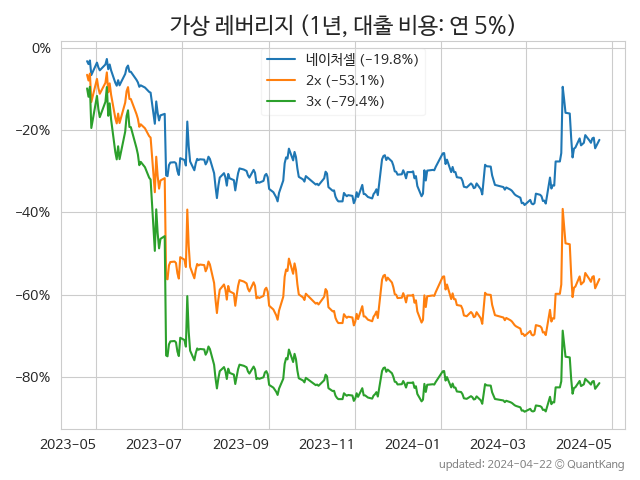 가상 레버리지 (1년, 대출 비용: 연 5%)
네이처셀 (−19.8%)
2x (−53.1%)
3x (−79.4%)
0%
−20%
−40%
−60%
−80%
2023-05 2023-07 2023-09 2023-11 2024-01 2024-03 2024-05
updated: 2024-04-22 © QuantKang